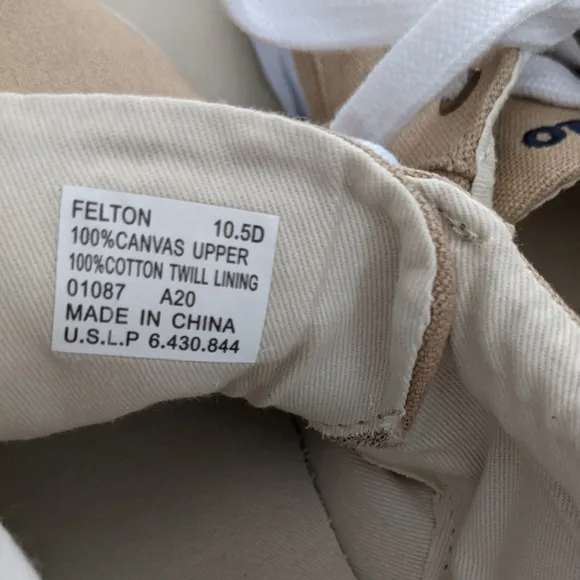 FELTON 10.5D
100%CANVAS UPPER
100%COTTON TWILL LINING
01087 A20
MADE IN CHINA
U.S.L.P 6.430.844